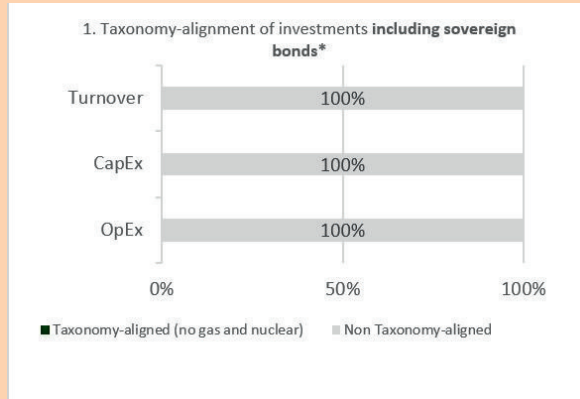 1. Taxonomy-alignment of investments including sovereign
bonds*
Turnover 100%
CapEx 100%
OpEx 100%
0% 50% 100%
Taxonomy-aligned (no gas and nuclear) Non Taxonomy-aligned